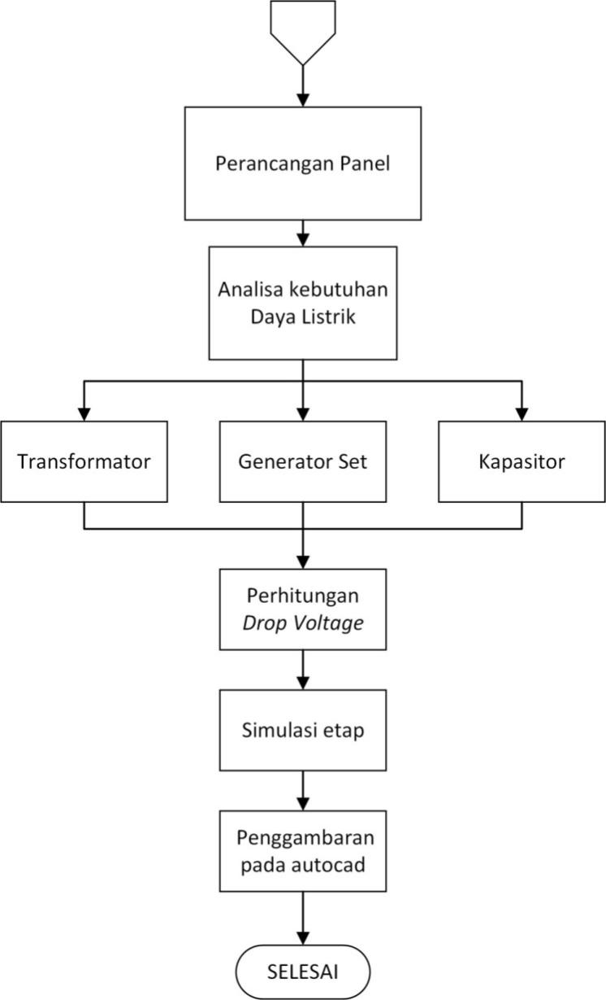 Perancangan Panel
Analisa kebutuhan
Daya Listrik
Transformator
Generator Set
Kapasitor
Perhitungan
Drop Voltage
Simulasi etap
Penggambaran
pada autocad
SELESAI